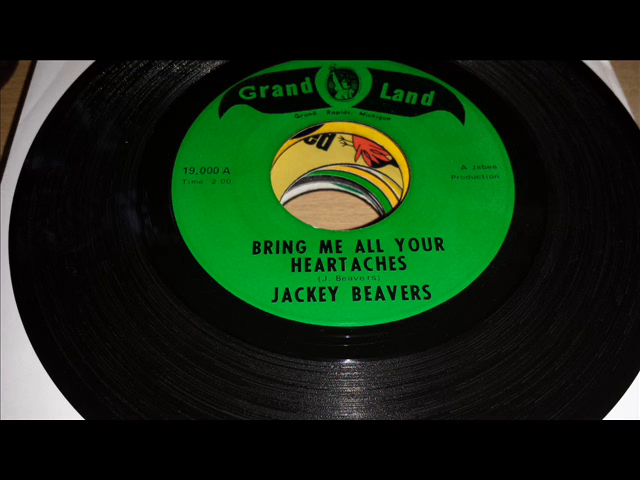 Grand Land
Grand Rapids, Michigan
19,000 A
Time 2:00
A Jabee
Production
BRING ME ALL YOUR
HEARTACHES
(J. Beavers)
JACKEY BEAVERS